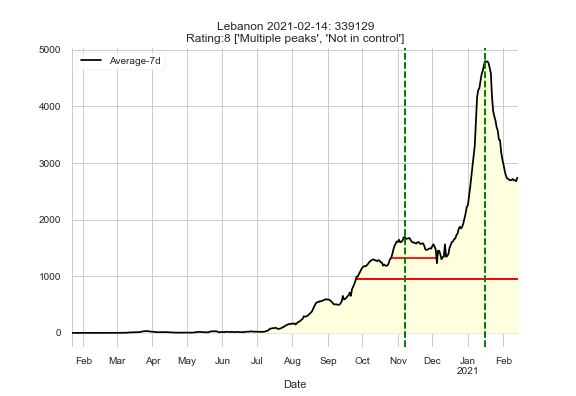 Lebanon 2021-02-14: 339129
Rating:8 ['Multiple peaks', 'Not in control']
Average-7d
5000
4000
3000
2000
1000
0
Feb Mar Apr May Jun Jul Aug Sep Oct Nov Dec Jan Feb
2021
Date